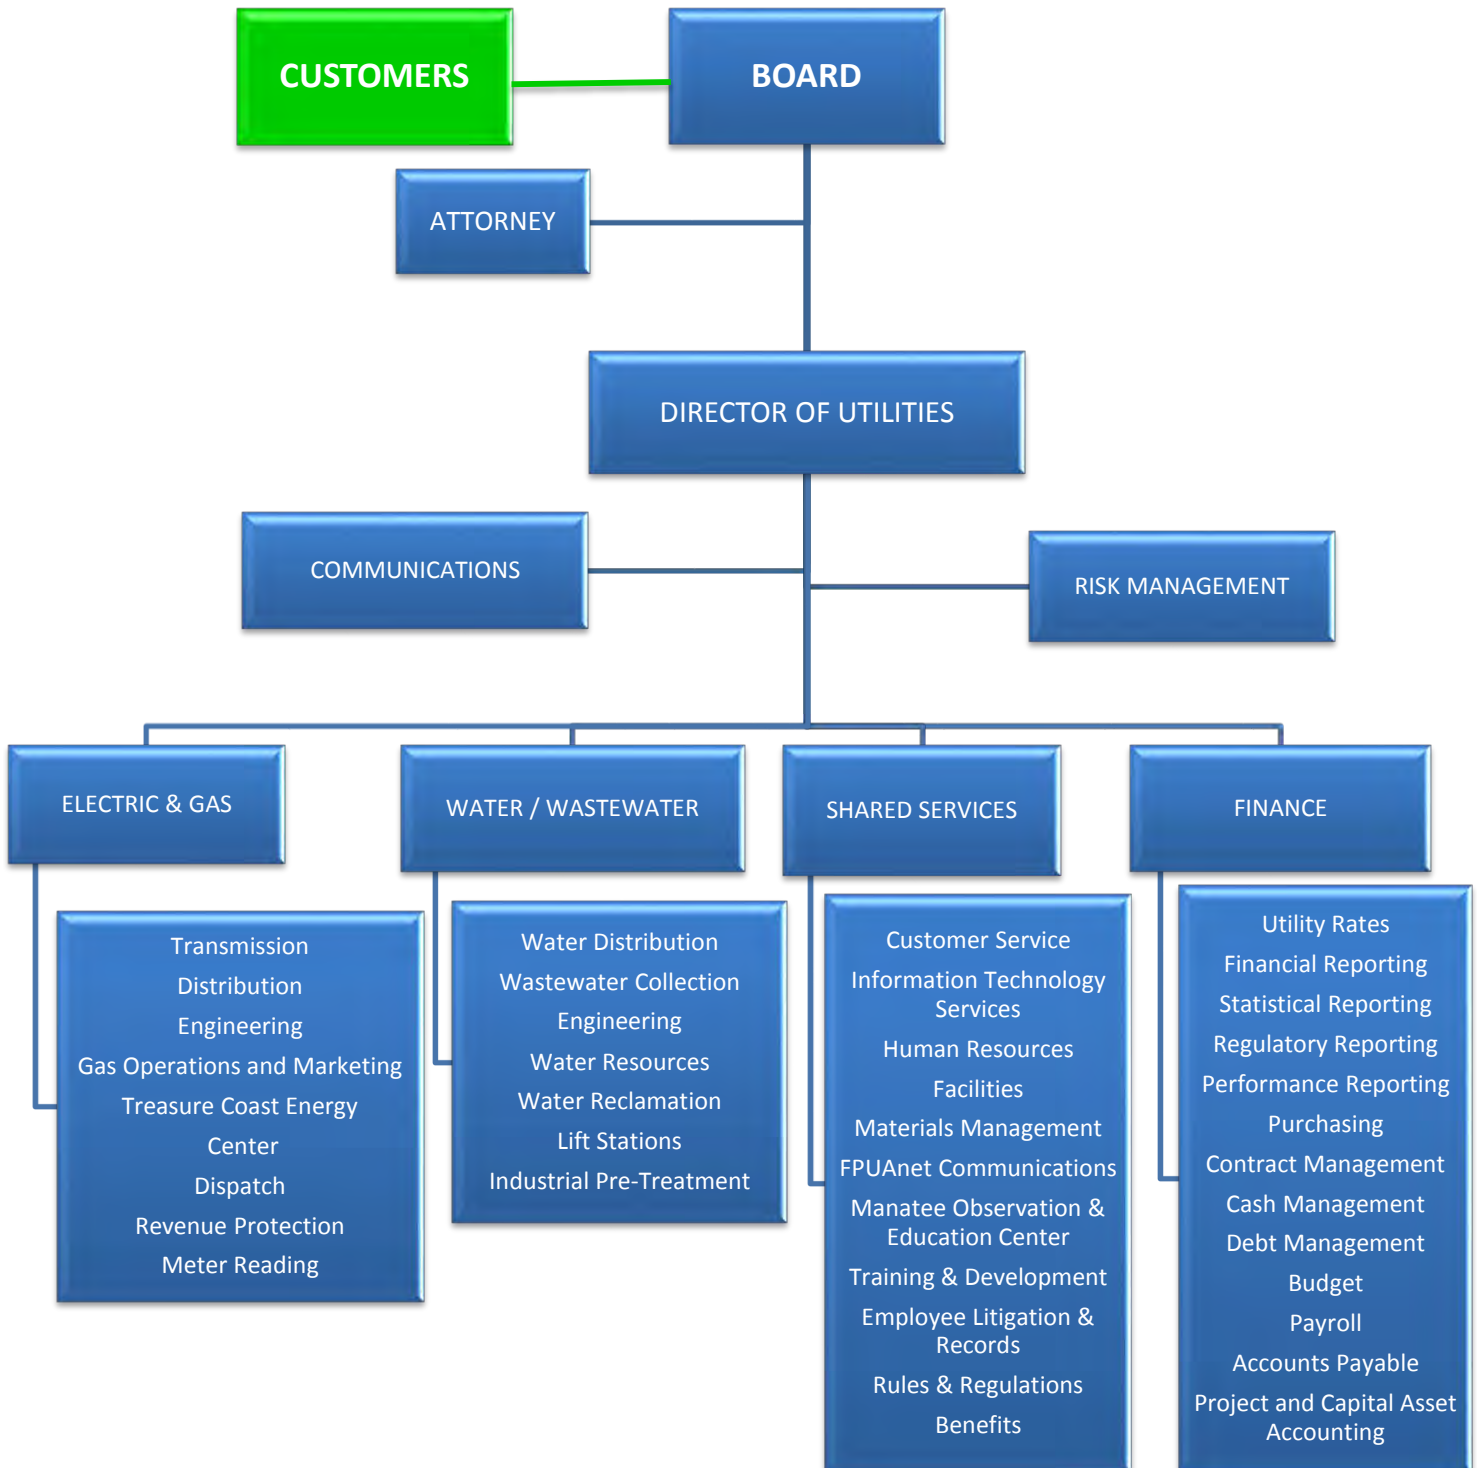 CUSTOMERS
BOARD
ATTORNEY
DIRECTOR OF UTILITIES
COMMUNICATIONS
RISK MANAGEMENT
ELECTRIC & GAS
WATER / WASTEWATER
SHARED SERVICES
FINANCE
Transmission
Distribution
Engineering
Gas Operations and Marketing
Treasure Coast Energy
Center
Dispatch
Revenue Protection
Meter Reading
Water Distribution
Wastewater Collection
Engineering
Water Resources
Water Reclamation
Lift Stations
Industrial Pre-Treatment
Customer Service
Information Technology
Services
Human Resources
Facilities
Materials Management
FPUAnet Communications
Manatee Observation &
Education Center
Training & Development
Employee Litigation &
Records
Rules & Regulations
Benefits
Utility Rates
Financial Reporting
Statistical Reporting
Regulatory Reporting
Performance Reporting
Purchasing
Contract Management
Cash Management
Debt Management
Budget
Payroll
Accounts Payable
Project and Capital Asset
Accounting